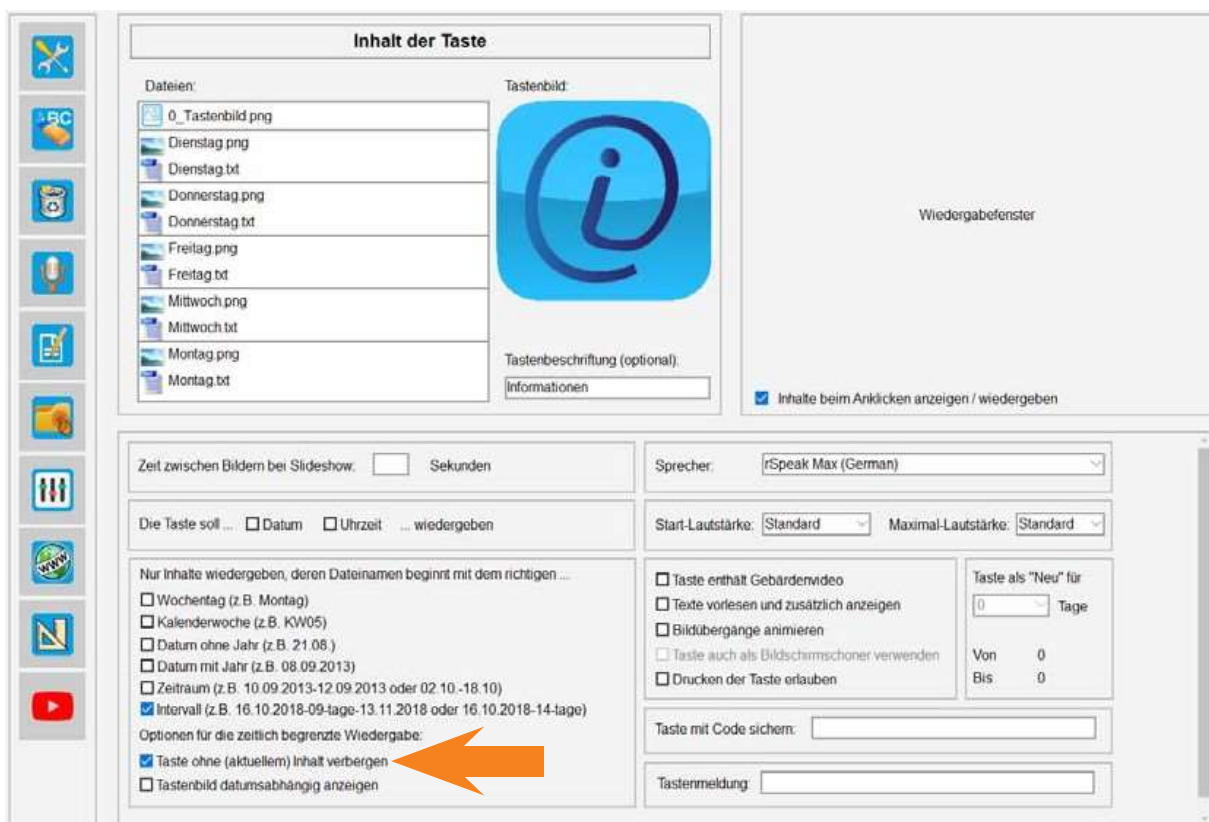 Inhalt der Taste
Dateien:
Tastenbild:
0_Tastenbild.png
Dienstag.png
Dienstag.txt
Donnerstag.png
Donnerstag.txt
Freitag.png
Freitag.txt
Mittwoch.png
Mittwoch.txt
Montag.png
Montag.txt
Tastenbeschriftung (optional):
Informationen
Wiedergabefenster
Inhalte beim Anklicken anzeigen / wiedergeben
ABC
WWW
Zeit zwischen Bildern bei Slideshow: Sekunden
Die Taste soll ... Datum Uhrzeit ... wiedergeben
Nur Inhalte wiedergeben, deren Dateinamen beginnt mit dem richtigen ...
Wochentag (z.B. Montag)
Kalenderwoche (z.B. KW05)
Datum ohne Jahr (z.B. 21.08.)
Datum mit Jahr (z.B. 08.09.2013)
Zeitraum (z.B. 10.09.2013-12.09.2013 oder 02.10.-18.10)
Intervall (z.B. 16.10.2018-09-tage-13.11.2018 oder 16.10.2018-14-tage)
Optionen für die zeitlich begrenzte Wiedergabe:
Taste ohne (aktuellem) Inhalt verbergen
Tastenbild datumsabhängig anzeigen
Sprecher: rSpeak Max (German)
Start-Lautstärke: Standard Maximal-Lautstärke: Standard
Taste enthält Gebärdenvideo
Texte vorlesen und zusätzlich anzeigen
Bildübergänge animieren
Taste auch als Bildschirmschoner verwenden
Drucken der Taste erlauben
Taste als "Neu" für
0 Tage
Von 0
Bis 0
Taste mit Code sichern:
Tastenmeldung: